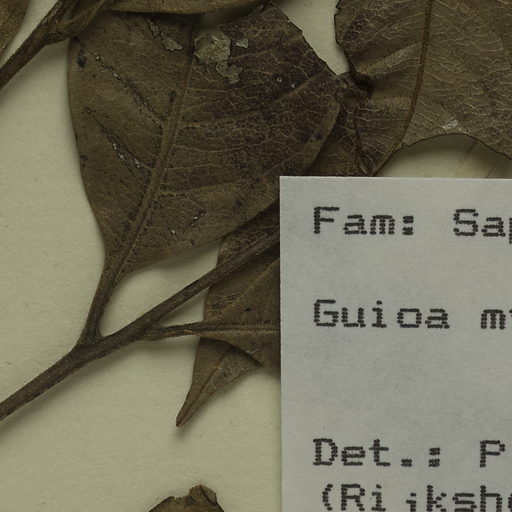 Fam: Sap
Guioa m
Det.: P
(Rijksh